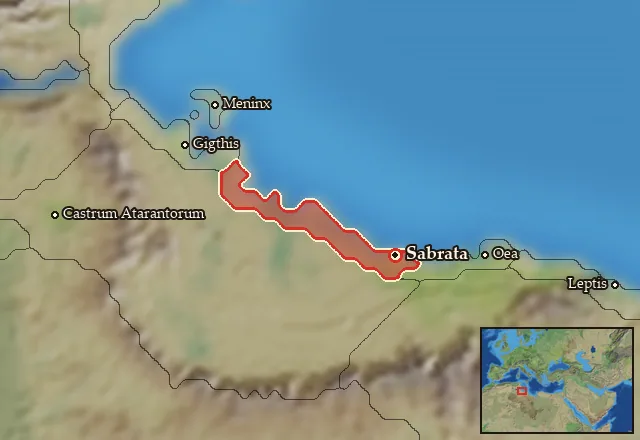 Meninx
Gigthis
Castrum Atarantorum
Sabrata
Oea
Leptis